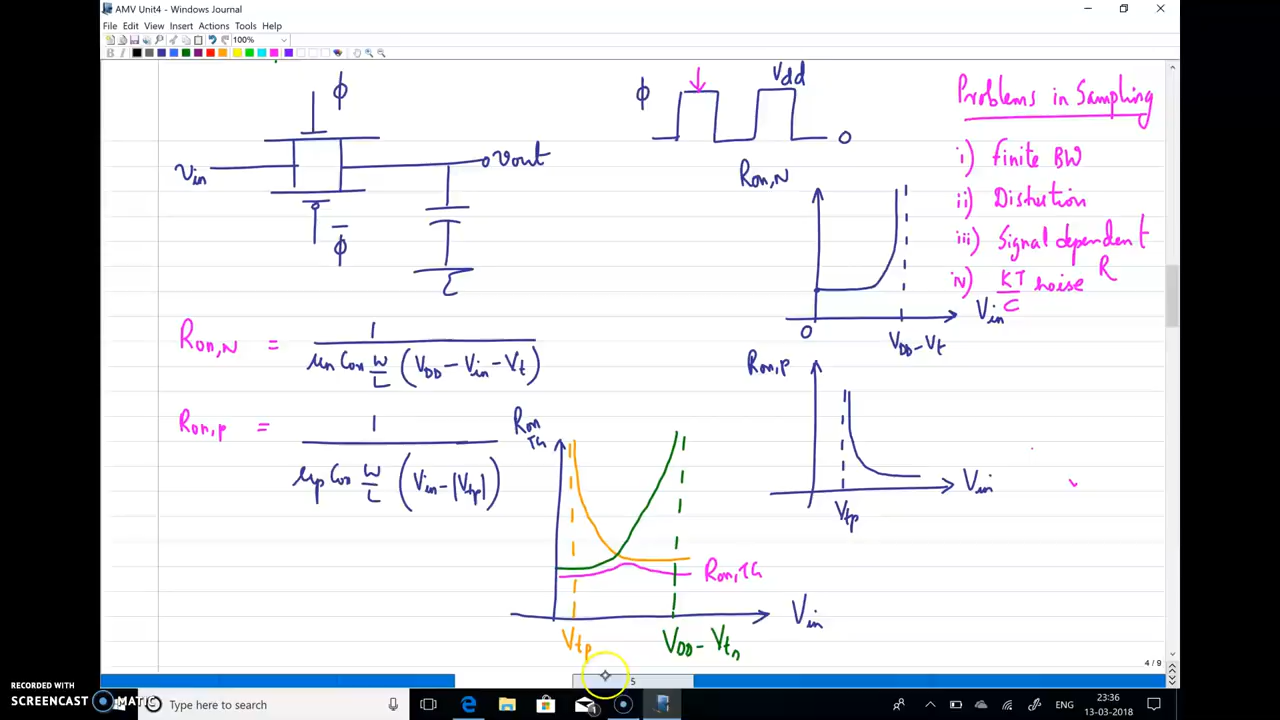 AMV Unit4 - Windows Journal
File Edit View Insert Actions Tools Help
100%
B I
ϕ
Vin
Vout
ϕ̅
ϕ
Vdd
0
Problems in Sampling
i) finite BW
ii) Distortion
iii) Signal dependent R
iv) KT/C noise
Ron,N
0
VDD-Vt
Vin
Ron,N = 1 / μn Cox W/L (VDD-Vin-Vt)
Ron,p = 1 / μp Cox W/L (Vin-|Vtp|)
Ron,p
Vtp
Vin
Ron
TG
Ron,TG
Vin
Vtp
VDD-Vtn
4 / 9
5
RECORDED WITH
SCREENCAST MATIC
Type here to search
ENG
23:36
13-03-2018